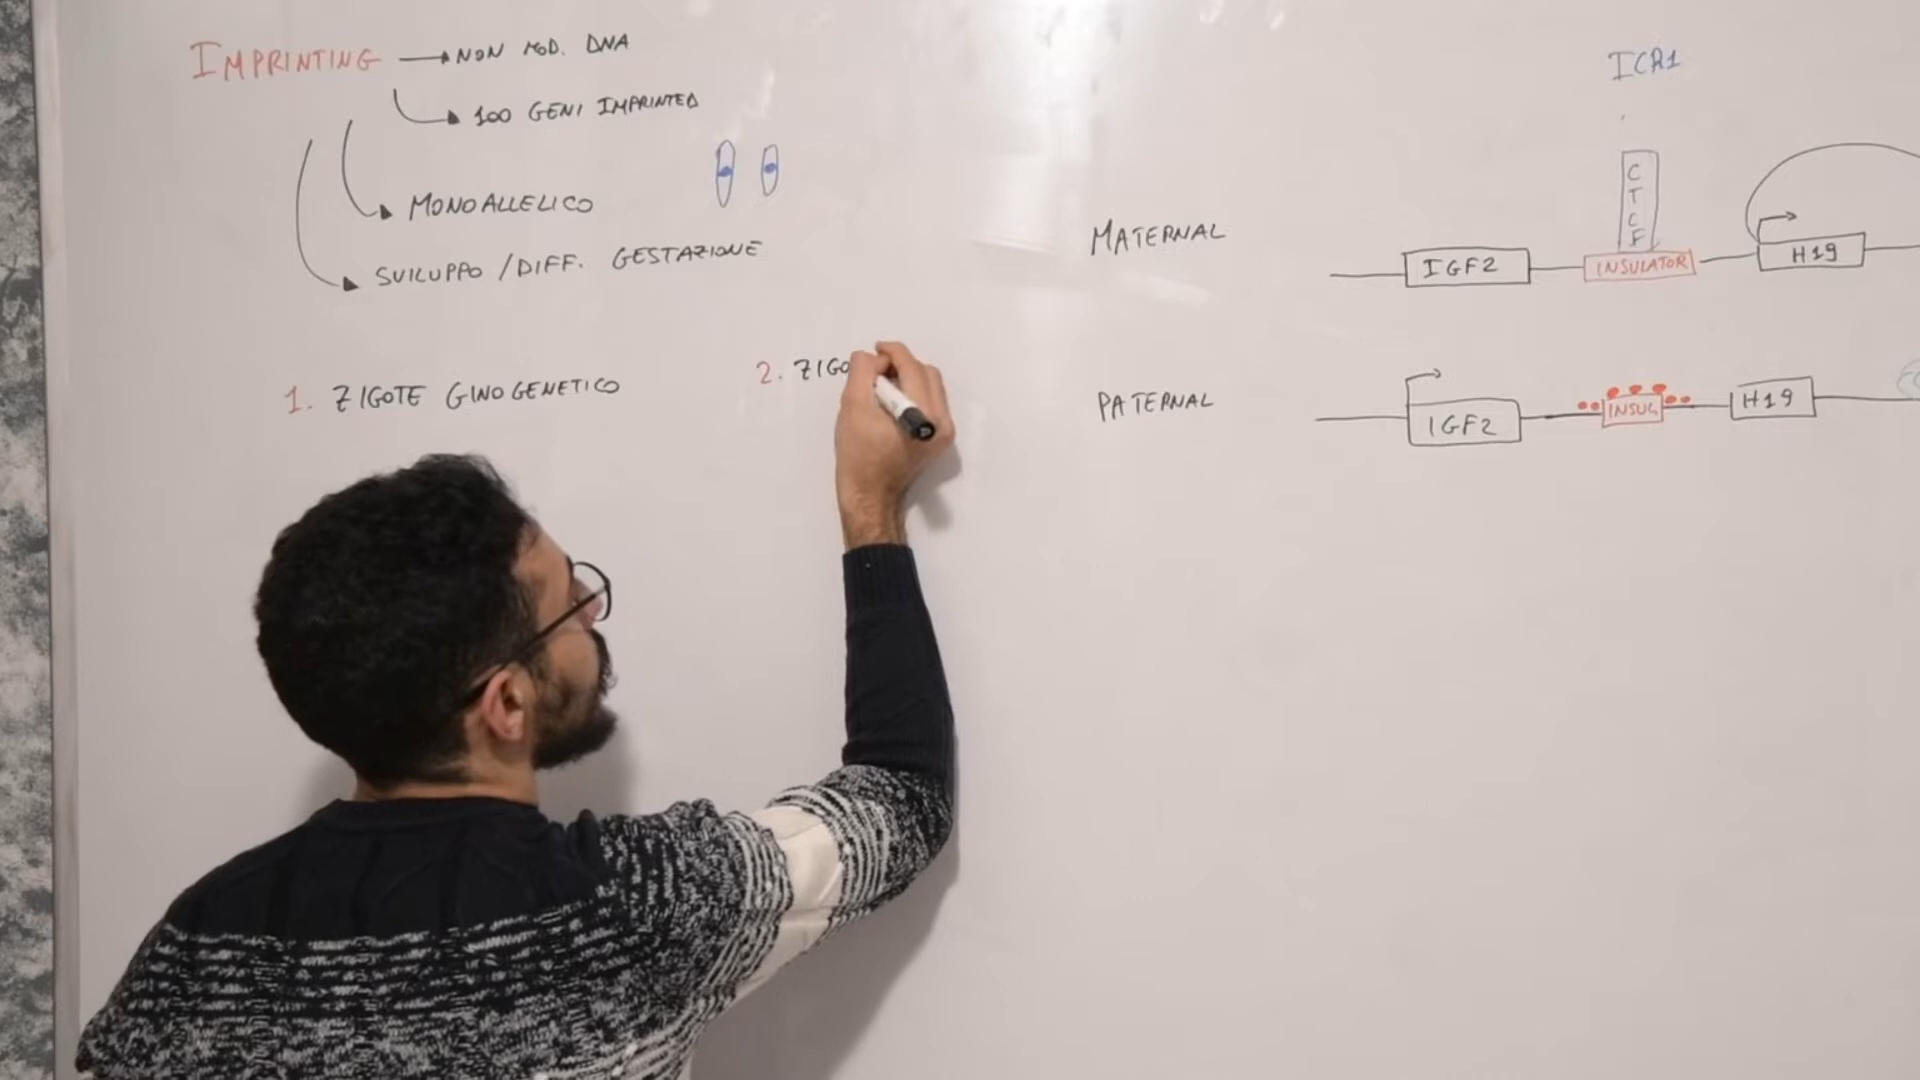 IMPRINTING → NON MOD. DNA
100 GENI IMPRINTED
MONOALLELICO
SVILUPPO / DIFF. GESTAZIONE
1. ZIGOTE GINOGENETICO
2. ZIGO
ICR1
MATERNAL
IGF2
CTCF
INSULATOR
H19
PATERNAL
IGF2
INSUL
H19